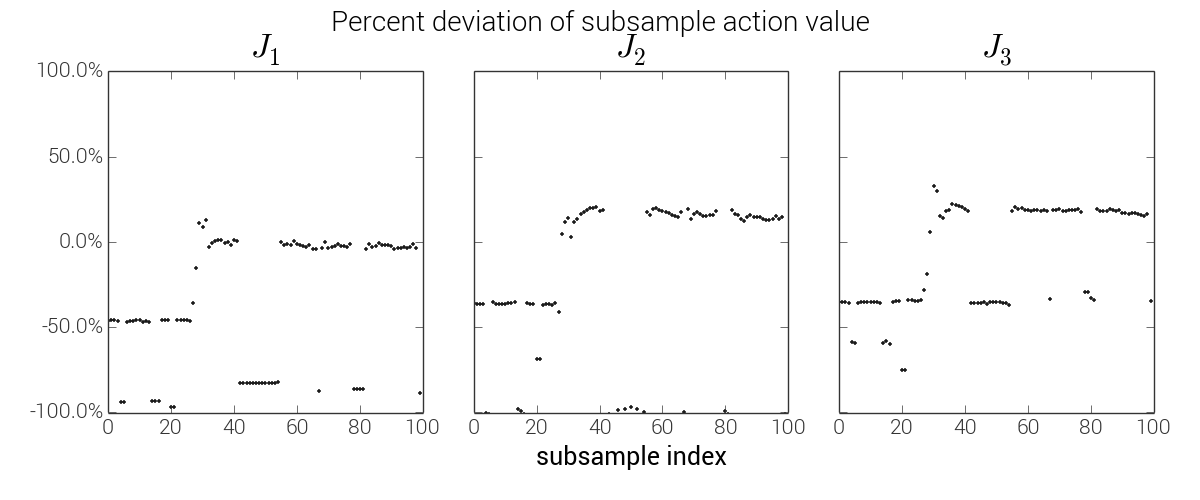 Percent deviation of subsample action value
J1 J2 J3
100.0%
50.0%
0.0%
-50.0%
-100.0%
0 20 40 60 80 100 0 20 40 60 80 100 0 20 40 60 80 100
subsample index